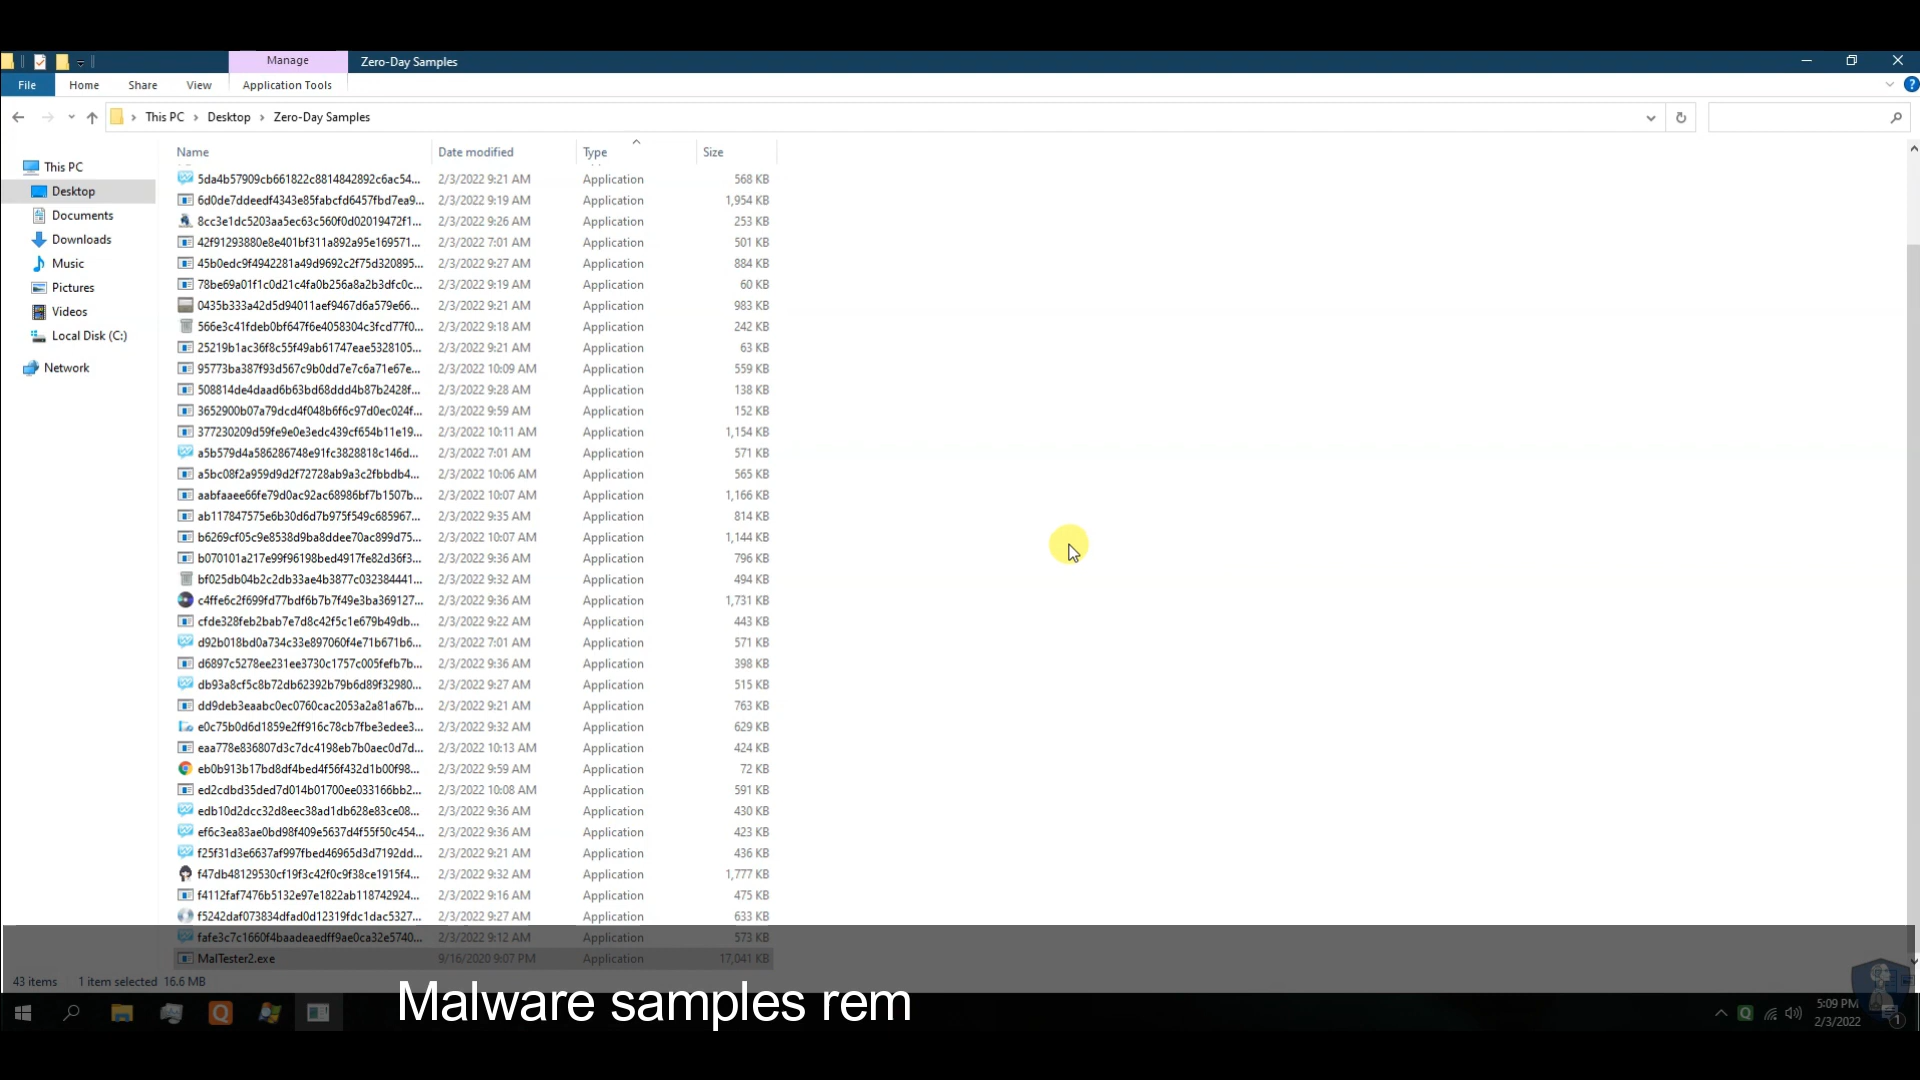 Manage
Zero-Day Samples
File
Home
Share
View
Application Tools
This PC
Desktop
Zero-Day Samples
Name
Date modified
Type
Size
This PC
Desktop
Documents
Downloads
Music
Pictures
Videos
Local Disk (C:)
Network
5da4b57909cb661822c8814842892c6ac54... 2/3/2022 9:21 AM Application 568 KB
6d0de7ddeedf4343e85fabcfd6457fbd7ea9... 2/3/2022 9:19 AM Application 1,954 KB
8cc3e1dc5203aa5ec63c560f0d02019472f1... 2/3/2022 9:26 AM Application 253 KB
42f91293880e8e401bf311a892a95e169571... 2/3/2022 7:01 AM Application 501 KB
45b0edc9f4942281a49d9692c2f75d320895... 2/3/2022 9:27 AM Application 884 KB
78be69a01f1c0d21c4fa0b256a8a2b3dfc0c... 2/3/2022 9:19 AM Application 60 KB
0435b333a42d5d94011aef9467d6a579e66... 2/3/2022 9:21 AM Application 983 KB
566e3c41fdeb0bf647f6e4058304c3fcd77f0... 2/3/2022 9:18 AM Application 242 KB
25219b1ac36f8c55f49ab61747eae5328105... 2/3/2022 9:21 AM Application 63 KB
95773ba387f93d567c9b0dd7e7c6a71e67e... 2/3/2022 10:09 AM Application 559 KB
508814de4daad6b63bd68ddd4b87b2428f... 2/3/2022 9:28 AM Application 138 KB
3652900b07a79dcd4f048b6f6c97d0ec024f... 2/3/2022 9:59 AM Application 152 KB
377230209d59fe9e0e3edc439cf654b11e19... 2/3/2022 10:11 AM Application 1,154 KB
a5b579d4a586286748e91fc3828818c146d... 2/3/2022 7:01 AM Application 571 KB
a5bc08f2a959d9d2f72728ab9a3c2fbbdb4... 2/3/2022 10:06 AM Application 565 KB
aabfaaee66fe79d0ac92ac68986bf7b1507b... 2/3/2022 10:07 AM Application 1,166 KB
ab117847575e6b30d6d7b975f549c685967... 2/3/2022 9:35 AM Application 814 KB
b6269cf05c9e8538d9ba8ddee70ac899d75... 2/3/2022 10:07 AM Application 1,144 KB
b070101a217e99f96198bed4917fe82d36f3... 2/3/2022 9:36 AM Application 796 KB
bf025db04b2c2db33ae4b3877c032384441... 2/3/2022 9:32 AM Application 494 KB
c4ffe6c2f699fd77bdf6b7b7f49e3ba369127... 2/3/2022 9:36 AM Application 1,731 KB
cfde328feb2bab7e7d8c42f5c1e679b49db... 2/3/2022 9:22 AM Application 443 KB
d92b018bd0a734c33e897060f4e71b671b6... 2/3/2022 7:01 AM Application 571 KB
d6897c5278ee231ee3730c1757c005fefb7b... 2/3/2022 9:36 AM Application 398 KB
db93a8cf5c8b72db62392b79b6d89f32980... 2/3/2022 9:27 AM Application 515 KB
dd9deb3eaabc0ec0760cac2053a2a81a67b... 2/3/2022 9:21 AM Application 763 KB
e0c75b0d6d1859e2ff916c78cb7fbe3edee3... 2/3/2022 9:32 AM Application 629 KB
eaa778e836807d3c7dc4198eb7b0aec0d7d... 2/3/2022 10:13 AM Application 424 KB
eb0b913b17bd8df4bed4f56f432d1b00f98... 2/3/2022 9:59 AM Application 72 KB
ed2cdbd35ded7d014b01700ee033166bb2... 2/3/2022 10:08 AM Application 591 KB
edb10d2dcc32d8eec38ad1db628e83ce08... 2/3/2022 9:36 AM Application 430 KB
ef6c3ea83ae0bd98f409e5637d4f55f50c454... 2/3/2022 9:36 AM Application 423 KB
f25f31d3e6637af997fbed46965d3d7192dd... 2/3/2022 9:21 AM Application 436 KB
f47db48129530cf19f3c42f0c9f38ce1915f4... 2/3/2022 9:32 AM Application 1,777 KB
f4112faf7476b5132e97e1822ab118742924... 2/3/2022 9:16 AM Application 475 KB
f5242daf073834dfad0d12319fdc1dac5327... 2/3/2022 9:27 AM Application 633 KB
fafe3c7c1660f4baadeaedff9ae0ca32e5740... 2/3/2022 9:12 AM Application 573 KB
MalTester2.exe 9/16/2020 9:07 PM Application 17,041 KB
43 items 1 item selected 16.6 MB
Malware samples rem
5:09 PM
2/3/2022
1